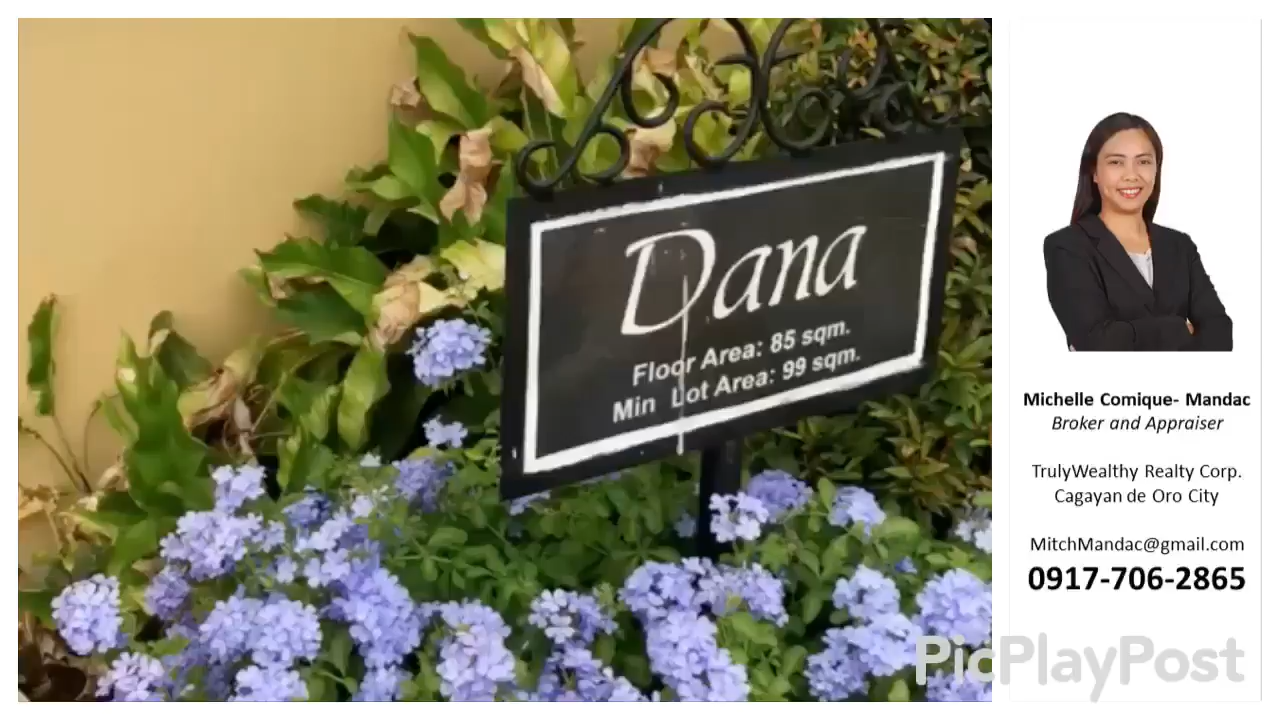 Dana
Floor Area: 85 sqm.
Min Lot Area: 99 sqm.
Michelle Comique- Mandac
Broker and Appraiser
TrulyWealthy Realty Corp.
Cagayan de Oro City
MitchMandac@gmail.com
0917-706-2865
PicPlayPost